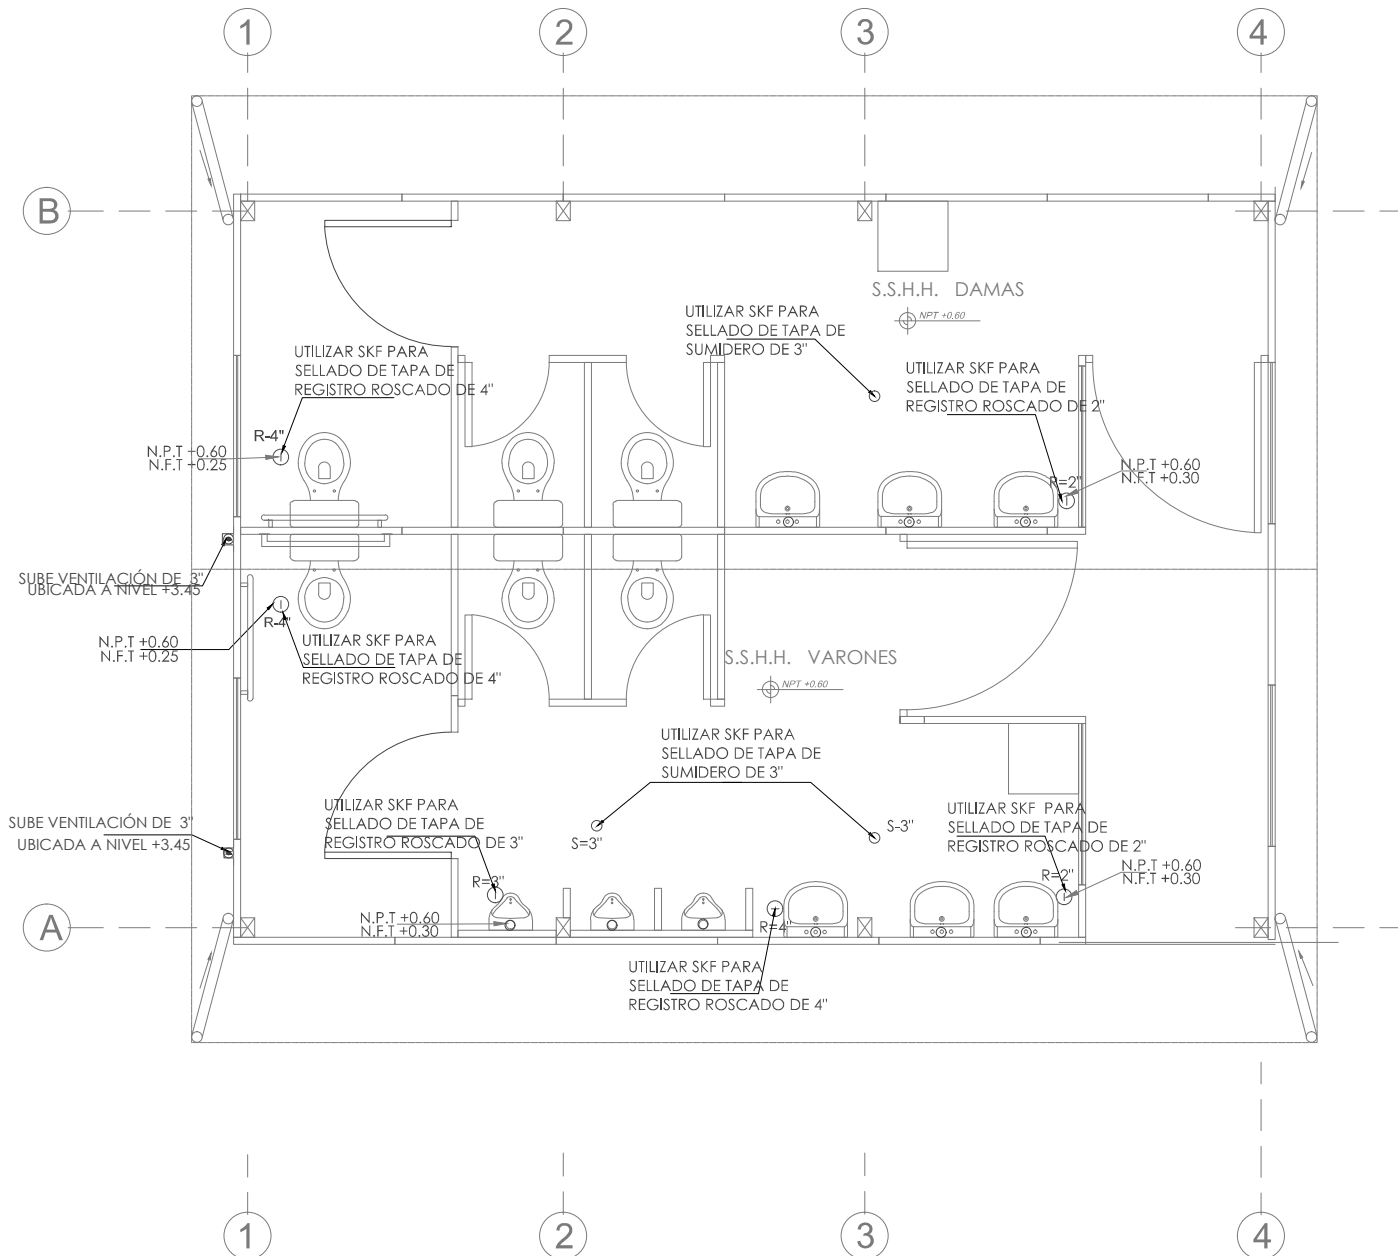 1
2
3
4
B
S.S.H.H. DAMAS
NPT +0.60
UTILIZAR SKF PARA
SELLADO DE TAPA DE
SUMIDERO DE 3"
UTILIZAR SKF PARA
SELLADO DE TAPA DE
REGISTRO ROSCADO DE 4"
UTILIZAR SKF PARA
SELLADO DE TAPA DE
REGISTRO ROSCADO DE 2"
R-4"
N.P.T +0.60
N.F.T +0.25
R=2"
N.P.T +0.60
N.F.T +0.30
SUBE VENTILACIÓN DE 3"
UBICADA A NIVEL +3.45
R-4"
N.P.T +0.60
N.F.T +0.25
UTILIZAR SKF PARA
SELLADO DE TAPA DE
REGISTRO ROSCADO DE 4"
S.S.H.H. VARONES
NPT +0.60
UTILIZAR SKF PARA
SELLADO DE TAPA DE
SUMIDERO DE 3"
SUBE VENTILACIÓN DE 3"
UBICADA A NIVEL +3.45
UTILIZAR SKF PARA
SELLADO DE TAPA DE
REGISTRO ROSCADO DE 3"
S=3"
S-3"
UTILIZAR SKF PARA
SELLADO DE TAPA DE
REGISTRO ROSCADO DE 2"
N.P.T +0.60
N.F.T +0.30
R=2"
R=3"
N.P.T +0.60
N.F.T +0.30
R=4"
A
UTILIZAR SKF PARA
SELLADO DE TAPA DE
REGISTRO ROSCADO DE 4"
1
2
3
4